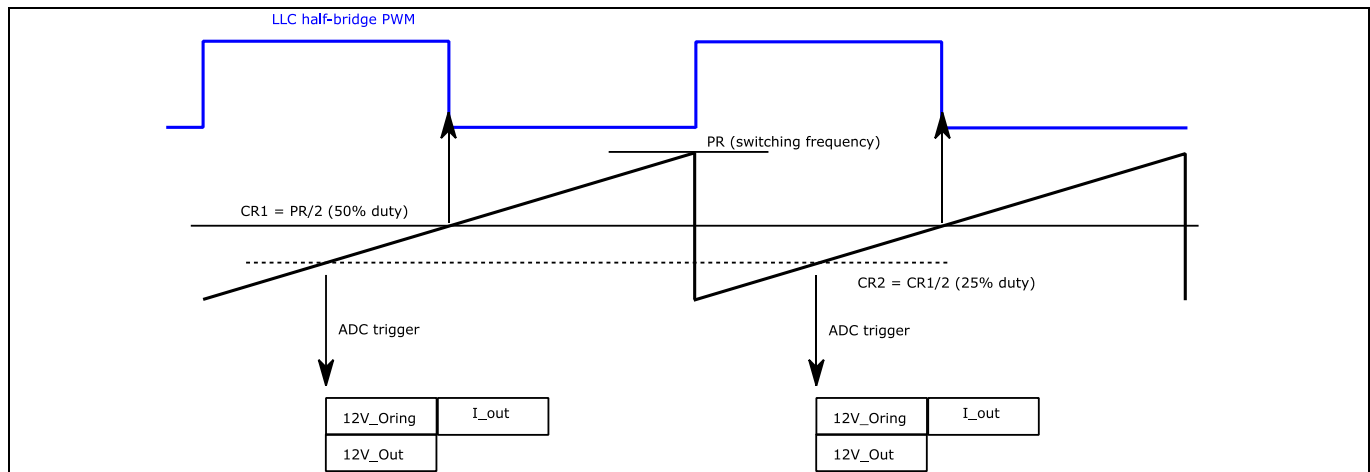 LLC half-bridge PWM
PR (switching frequency)
CR1 = PR/2 (50% duty)
CR2 = CR1/2 (25% duty)
ADC trigger
ADC trigger
12V_Oring
I_out
12V_Oring
I_out
12V_Out
12V_Out